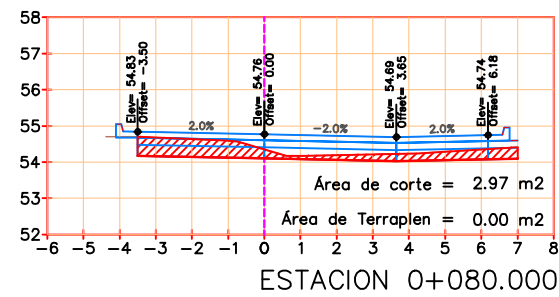 58
57
56
55
54
53
52
Elev= 54.83
Offset= -3.50
Elev= 54.76
Offset= 0.00
Elev= 54.69
Offset= 3.65
Elev= 54.74
Offset= 6.18
2.0%
-2.0%
2.0%
Área de corte = 2.97 m2
Área de Terraplen = 0.00 m2
-6 -5 -4 -3 -2 -1 0 1 2 3 4 5 6 7 8
ESTACION 0+080.000